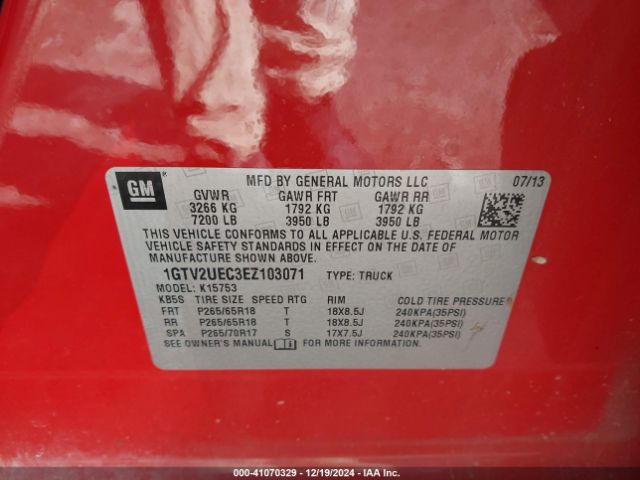 GM ®
MFD BY GENERAL MOTORS LLC 07/13
GVWR GAWR FRT GAWR RR
3266 KG 1792 KG 1792 KG
7200 LB 3950 LB 3950 LB
THIS VEHICLE CONFORMS TO ALL APPLICABLE U.S. FEDERAL MOTOR
VEHICLE SAFETY STANDARDS IN EFFECT ON THE DATE OF
MANUFACTURE SHOWN ABOVE.
1GTV2UEC3EZ103071 TYPE: TRUCK
MODEL: K15753
KB5S TIRE SIZE SPEED RTG RIM COLD TIRE PRESSURE
FRT P265/65R18 T 18X8.5J 240KPA(35PSI)
RR P265/65R18 T 18X8.5J 240KPA(35PSI)
SPA P265/70R17 S 17X7.5J 240KPA(35PSI)
SEE OWNER'S MANUAL FOR MORE INFORMATION.
000-41070329 - 12/19/2024 - IAA Inc.